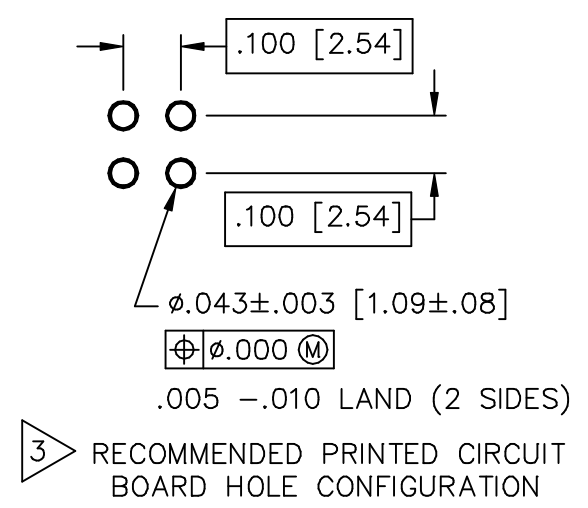 .100 [2.54]
.100 [2.54]
ø.043±.003 [1.09±.08]
⌖ ø.000 Ⓜ
.005 -.010 LAND (2 SIDES)
3 RECOMMENDED PRINTED CIRCUIT
BOARD HOLE CONFIGURATION